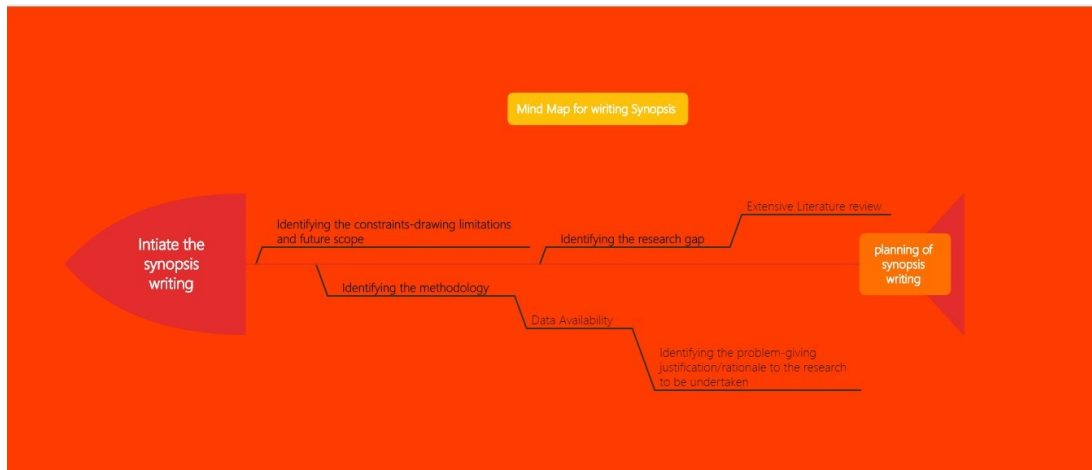 Mind Map for wiriting Synopsis
Extensive Literature review
Identifying the constraints-drawing limitations
and future scope
Identifying the research gap
Intiate the
synopsis
writing
planning of
synopsis
writing
Identifying the methodology
Data Availability
Identifying the problem-giving
justification/rationale to the research
to be undertaken